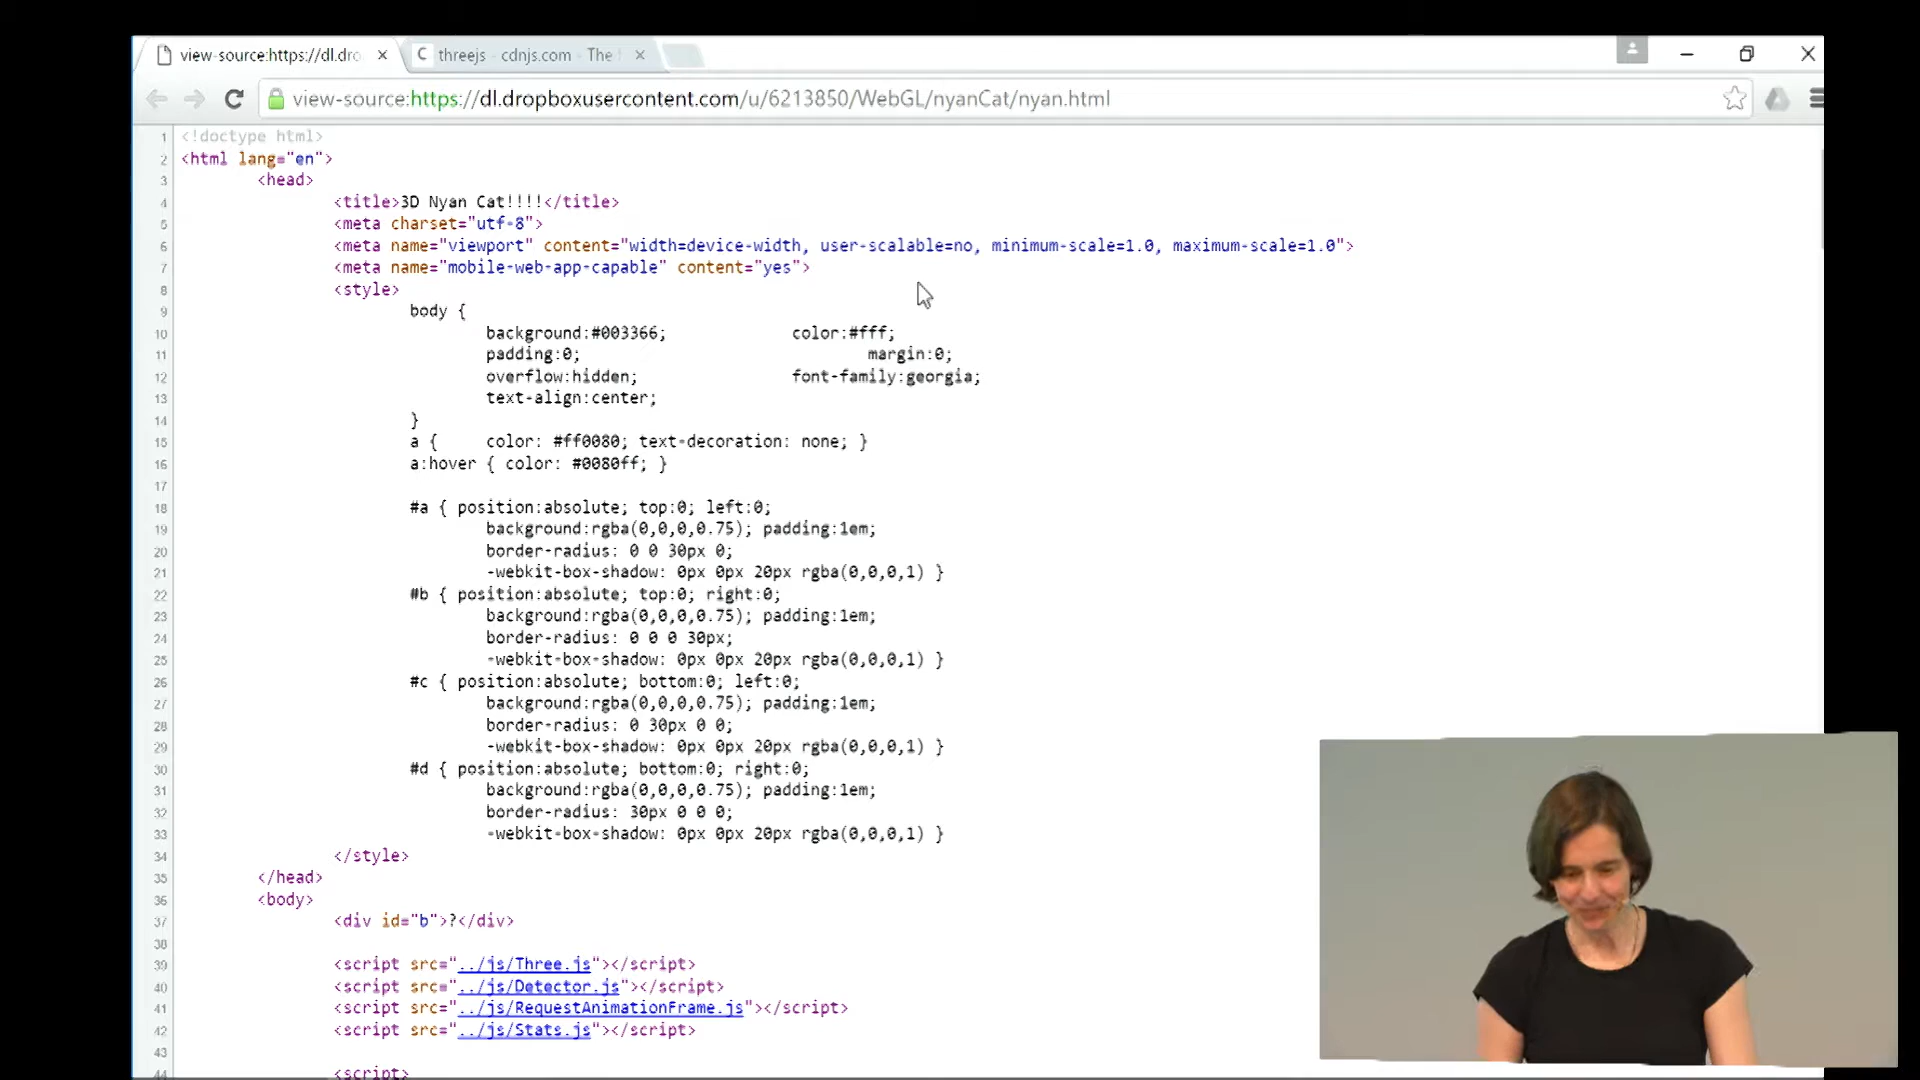 view-source:https://dl.dro
threejs - cdnjs.com - The
view-source:https://dl.dropboxusercontent.com/u/6213850/WebGL/nyanCat/nyan.html
1 <!doctype html>
2 <html lang="en">
3 <head>
4 <title>3D Nyan Cat!!!!</title>
5 <meta charset="utf-8">
6 <meta name="viewport" content="width=device-width, user-scalable=no, minimum-scale=1.0, maximum-scale=1.0">
7 <meta name="mobile-web-app-capable" content="yes">
8 <style>
9 body {
10 background:#003366; color:#fff;
11 padding:0; margin:0;
12 overflow:hidden; font-family:georgia;
13 text-align:center;
14 }
15 a { color: #ff0080; text-decoration: none; }
16 a:hover { color: #0080ff; }
17
18 #a { position:absolute; top:0; left:0;
19 background:rgba(0,0,0,0.75); padding:1em;
20 border-radius: 0 0 30px 0;
21 -webkit-box-shadow: 0px 0px 20px rgba(0,0,0,1) }
22 #b { position:absolute; top:0; right:0;
23 background:rgba(0,0,0,0.75); padding:1em;
24 border-radius: 0 0 0 30px;
25 -webkit-box-shadow: 0px 0px 20px rgba(0,0,0,1) }
26 #c { position:absolute; bottom:0; left:0;
27 background:rgba(0,0,0,0.75); padding:1em;
28 border-radius: 0 30px 0 0;
29 -webkit-box-shadow: 0px 0px 20px rgba(0,0,0,1) }
30 #d { position:absolute; bottom:0; right:0;
31 background:rgba(0,0,0,0.75); padding:1em;
32 border-radius: 30px 0 0 0;
33 -webkit-box-shadow: 0px 0px 20px rgba(0,0,0,1) }
34 </style>
35 </head>
36 <body>
37 <div id="b">?</div>
38
39 <script src="../js/Three.js"></script>
40 <script src="../js/Detector.js"></script>
41 <script src="../js/RequestAnimationFrame.js"></script>
42 <script src="../js/Stats.js"></script>
43
44 <script>